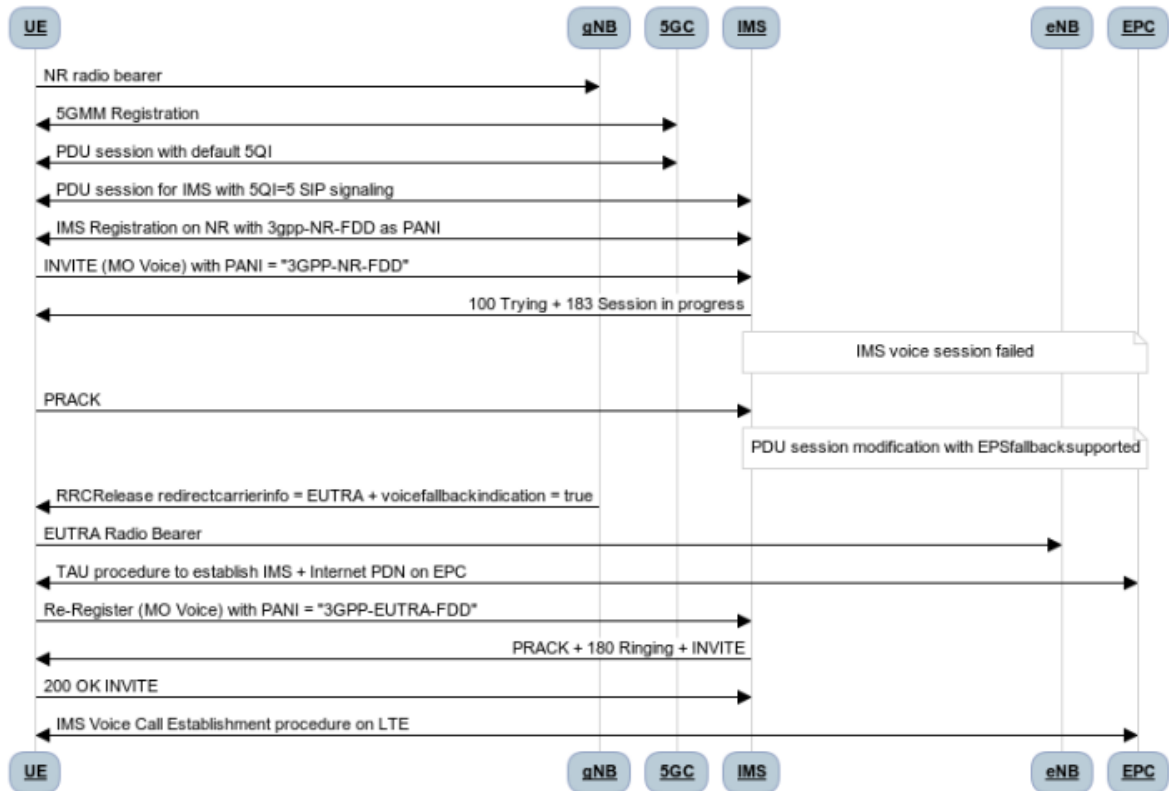 UE gNB 5GC IMS eNB EPC
NR radio bearer
5GMM Registration
PDU session with default 5QI
PDU session for IMS with 5QI=5 SIP signaling
IMS Registration on NR with 3gpp-NR-FDD as PANI
INVITE (MO Voice) with PANI = "3GPP-NR-FDD"
100 Trying + 183 Session in progress
IMS voice session failed
PRACK
PDU session modification with EPSfallbacksupported
RRCRelease redirectcarrierinfo = EUTRA + voicefallbackindication = true
EUTRA Radio Bearer
TAU procedure to establish IMS + Internet PDN on EPC
Re-Register (MO Voice) with PANI = "3GPP-EUTRA-FDD"
PRACK + 180 Ringing + INVITE
200 OK INVITE
IMS Voice Call Establishment procedure on LTE
UE gNB 5GC IMS eNB EPC